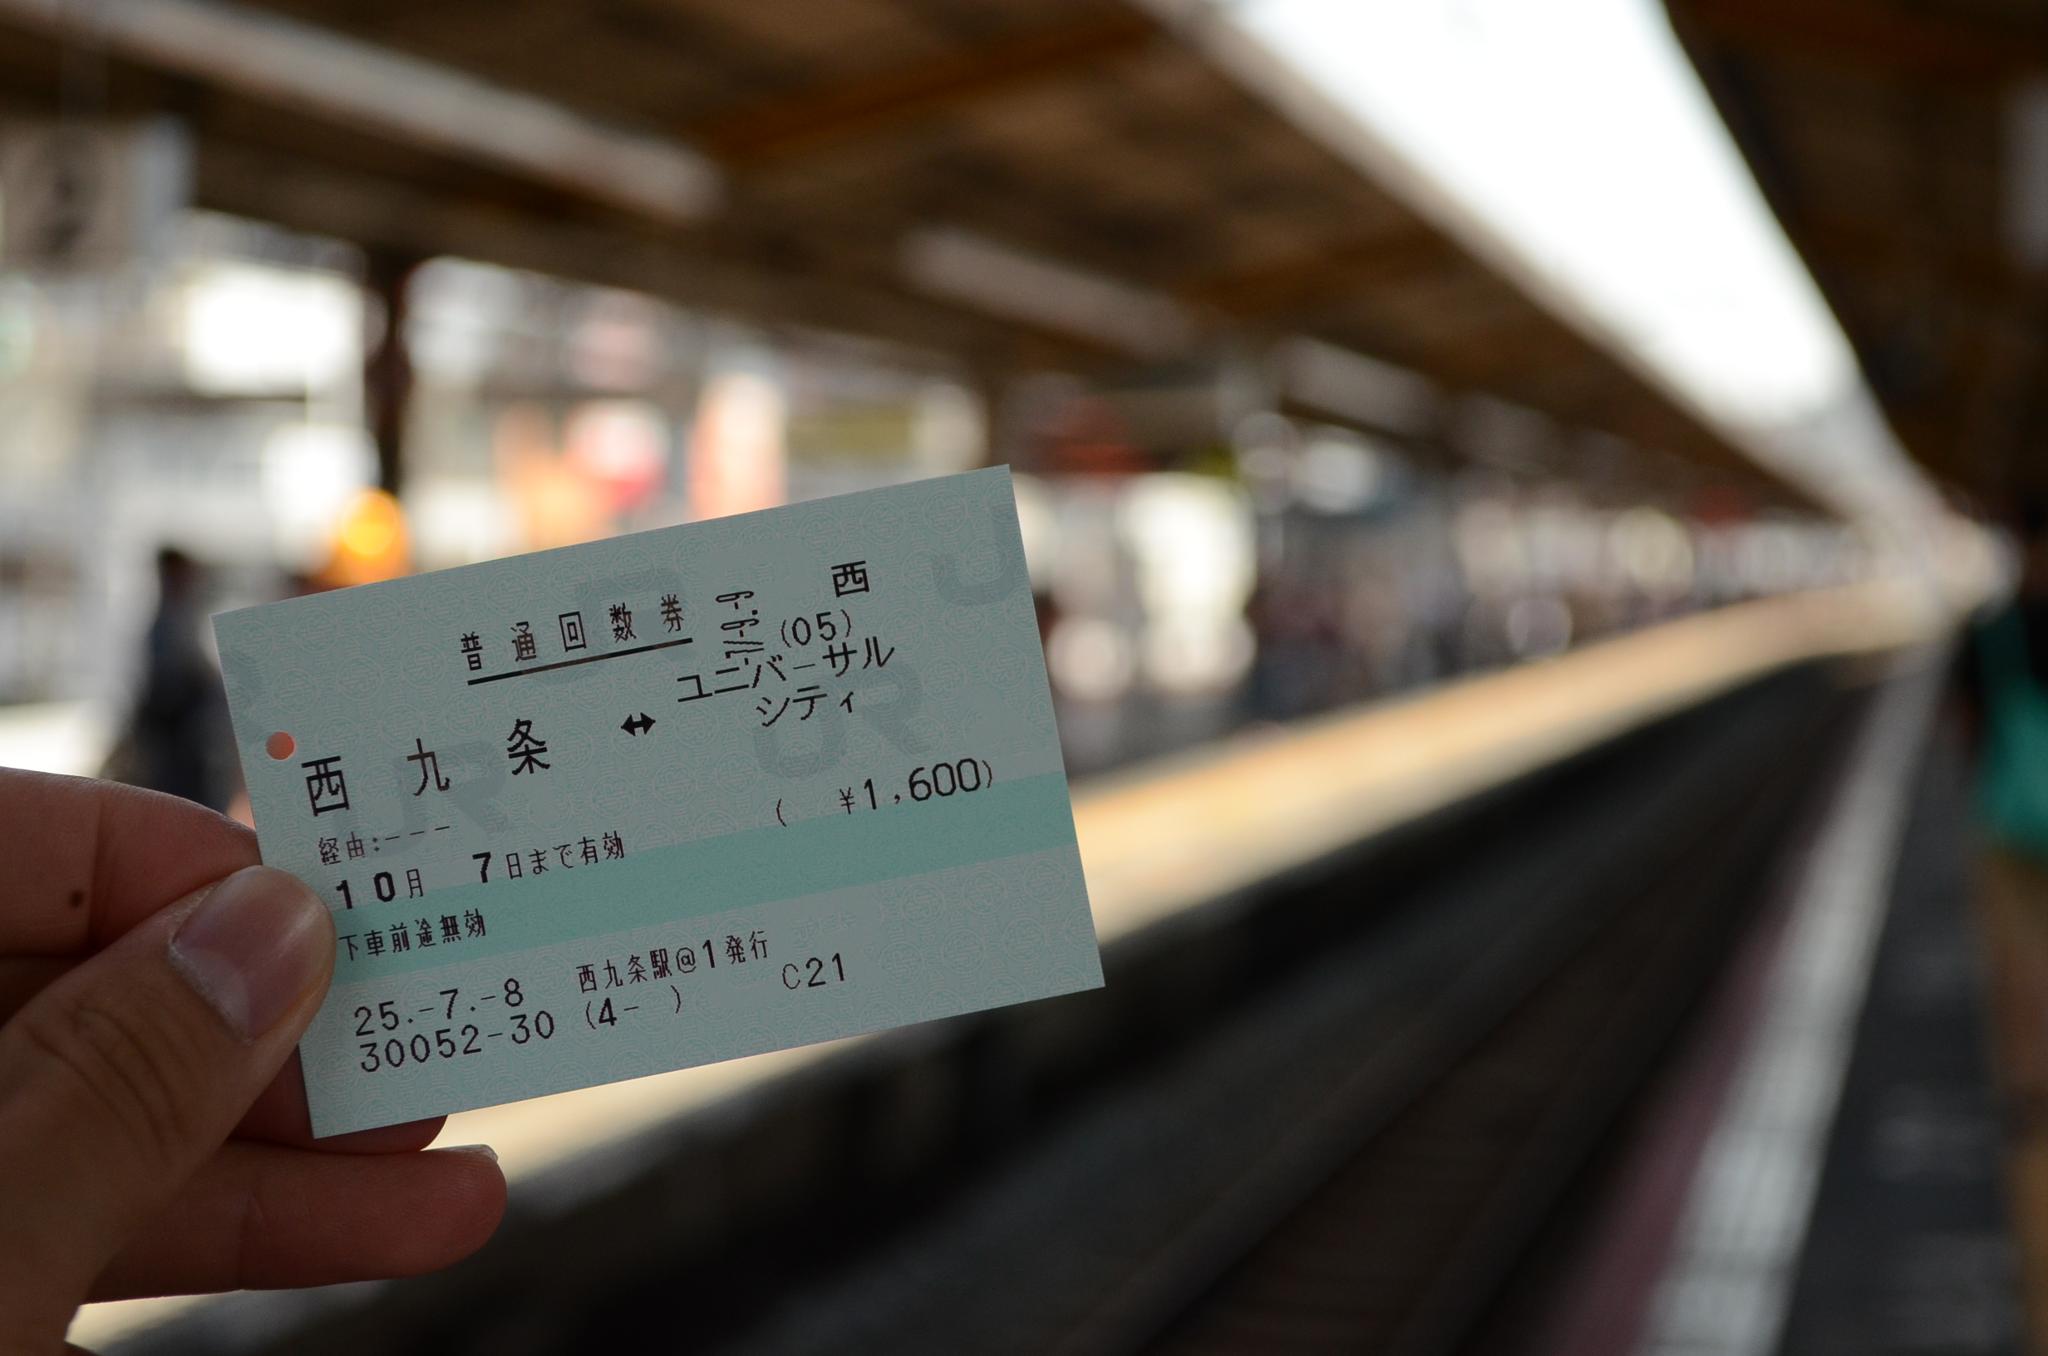 西
普通回数券
(05)
西九条 ↔ ユニバーサル
シティ
経由:---
(　￥1,600)
10月 7日まで有効
下車前途無効
25.-7.-8 西九条駅@1発行
30052-30 (4- ) C21